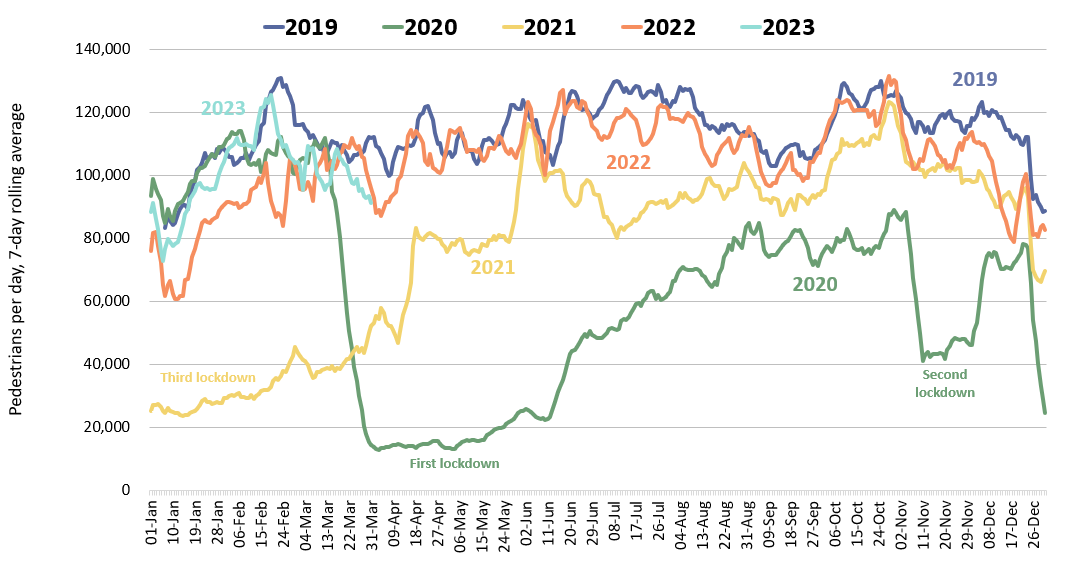 2019 2020 2021 2022 2023
Pedestrians per day, 7-day rolling average
140,000
120,000
100,000
80,000
60,000
40,000
20,000
0
2019
2023
2022
2021
2020
Third lockdown
First lockdown
Second
lockdown
01-Jan
10-Jan
19-Jan
28-Jan
06-Feb
15-Feb
24-Feb
04-Mar
13-Mar
22-Mar
31-Mar
09-Apr
18-Apr
27-Apr
06-May
15-May
24-May
02-Jun
11-Jun
20-Jun
29-Jun
08-Jul
17-Jul
26-Jul
04-Aug
13-Aug
22-Aug
31-Aug
09-Sep
18-Sep
27-Sep
06-Oct
15-Oct
24-Oct
02-Nov
11-Nov
20-Nov
29-Nov
08-Dec
17-Dec
26-Dec